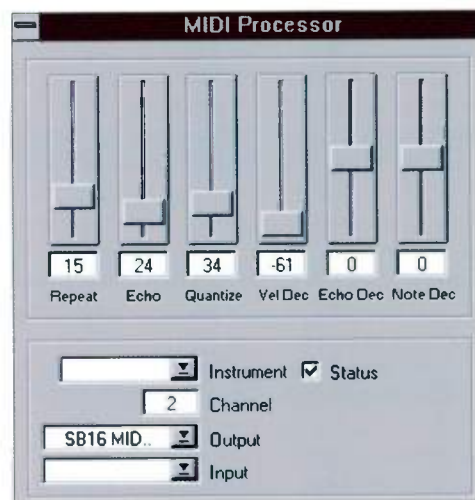 MIDI Processor
15 24 34 -61 0 0
Repeat Echo Quantize Vel Dec Echo Dec Note Dec
Instrument Status
2 Channel
SB16 MID.. Output
Input